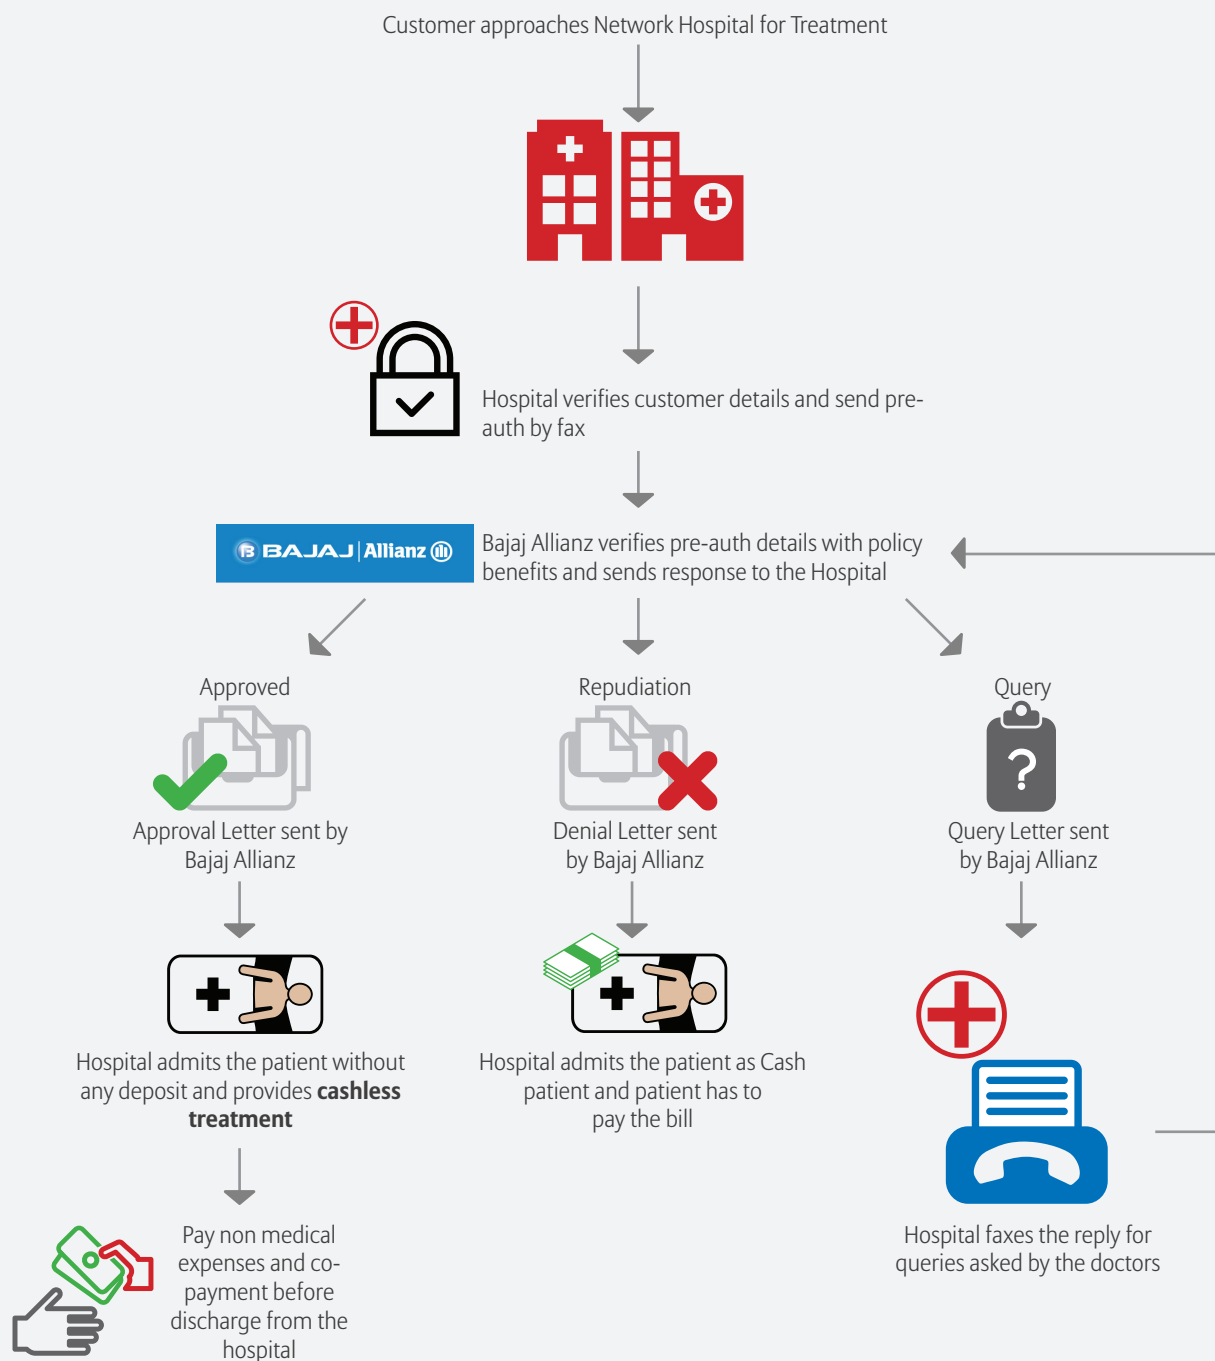 Customer approaches Network Hospital for Treatment
Hospital verifies customer details and send pre-
auth by fax
BAJAJ | Allianz
Bajaj Allianz verifies pre-auth details with policy
benefits and sends response to the Hospital
Approved
Approval Letter sent by
Bajaj Allianz
Hospital admits the patient without
any deposit and provides cashless
treatment
Pay non medical
expenses and co-
payment before
discharge from the
hospital
Repudiation
Denial Letter sent
by Bajaj Allianz
Hospital admits the patient as Cash
patient and patient has to
pay the bill
Query
?
Query Letter sent
by Bajaj Allianz
Hospital faxes the reply for
queries asked by the doctors